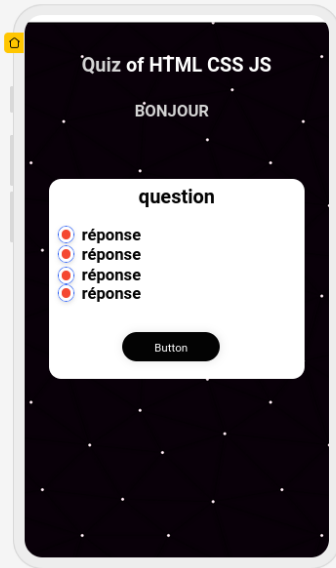 Quiz of HTML CSS JS
BONJOUR
question
réponse
réponse
réponse
réponse
Button